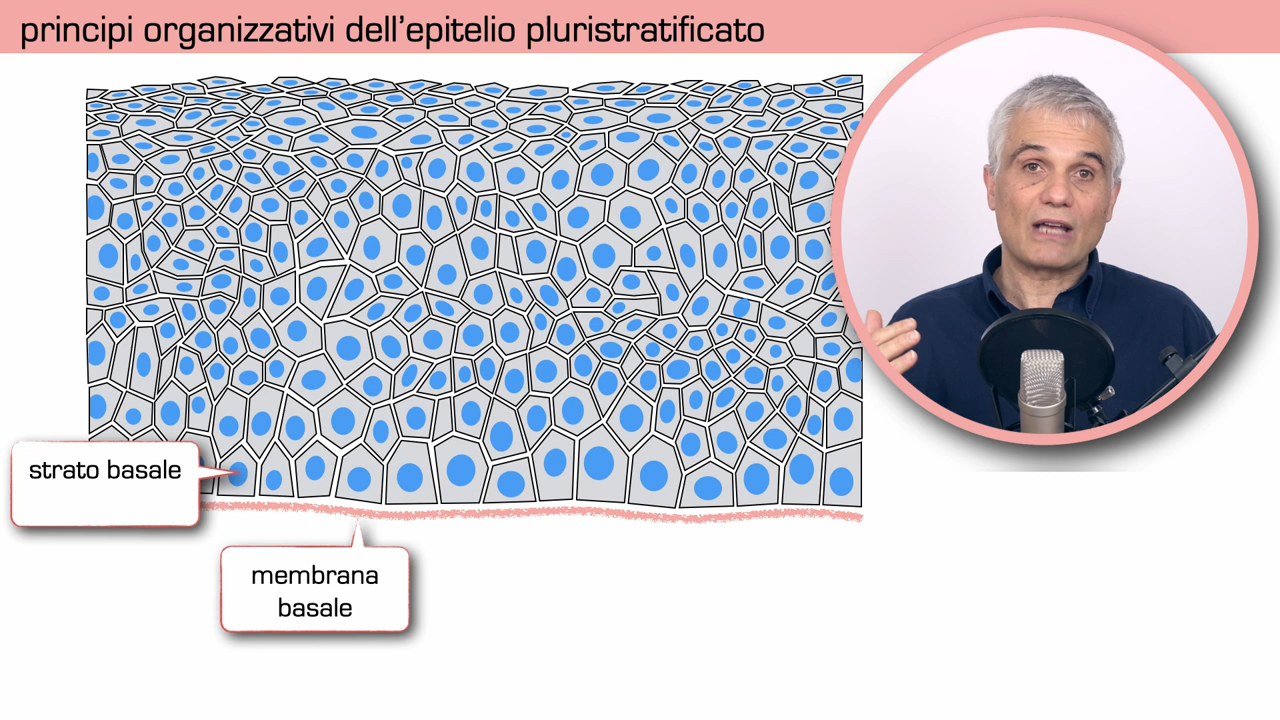 principi organizzativi dell'epitelio pluristratificato
strato basale
membrana
basale